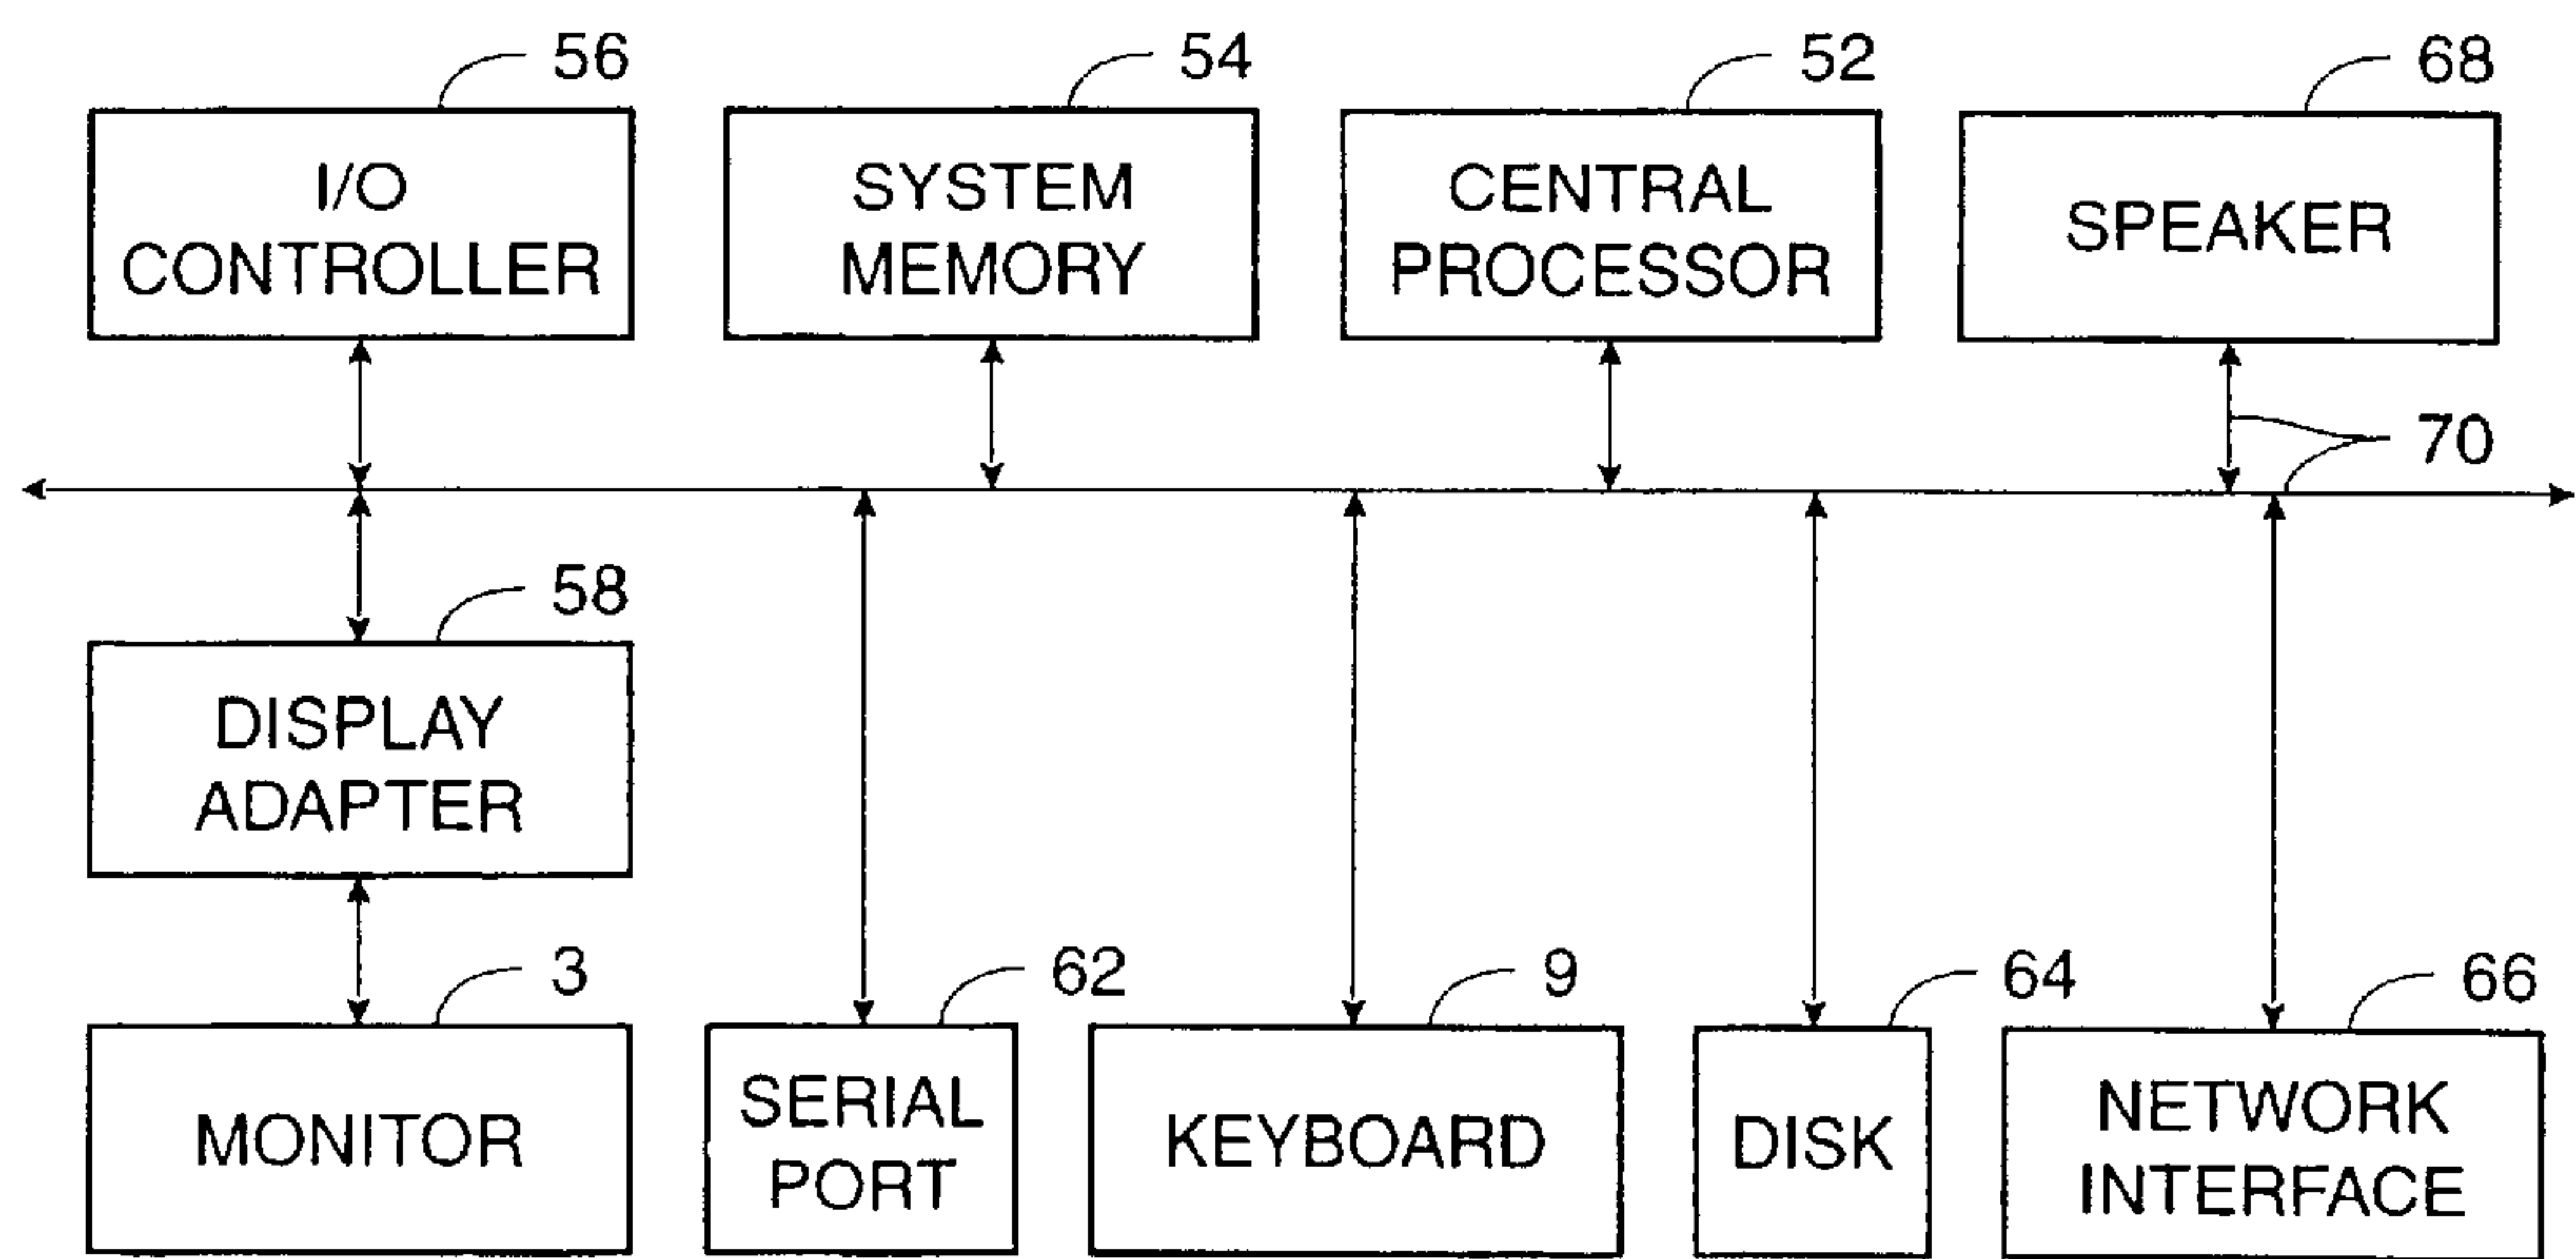 56
54
52
68
I/O
CONTROLLER
SYSTEM
MEMORY
CENTRAL
PROCESSOR
SPEAKER
70
58
DISPLAY
ADAPTER
3
62
9
64
66
MONITOR
SERIAL
PORT
KEYBOARD
DISK
NETWORK
INTERFACE